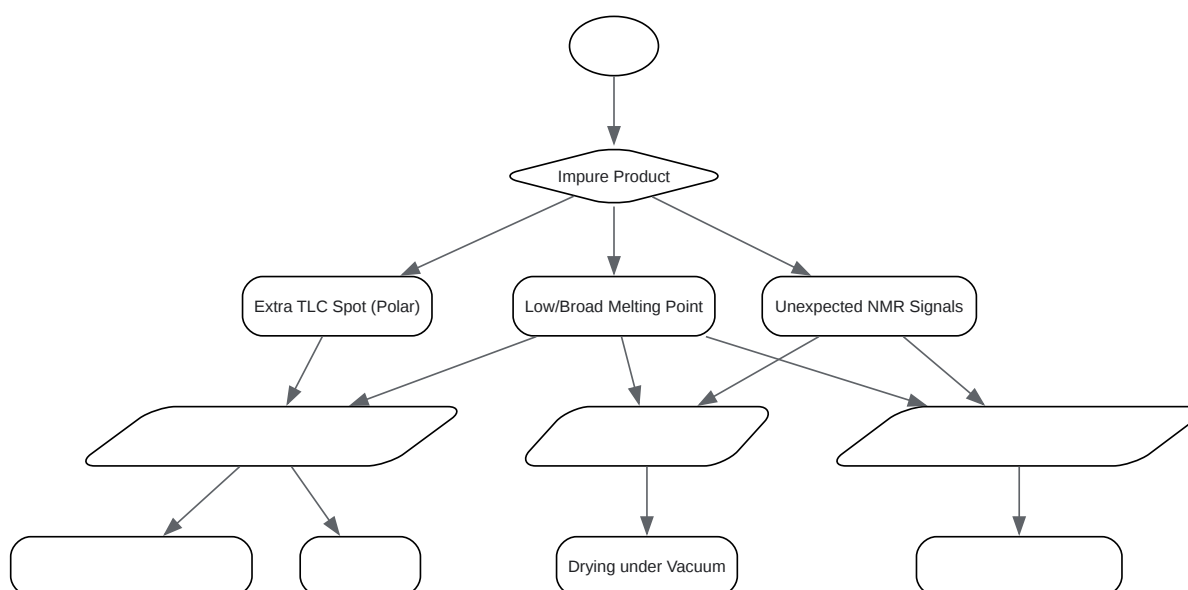 Impure Product
Extra TLC Spot (Polar)
Low/Broad Melting Point
Unexpected NMR Signals
Drying under Vacuum